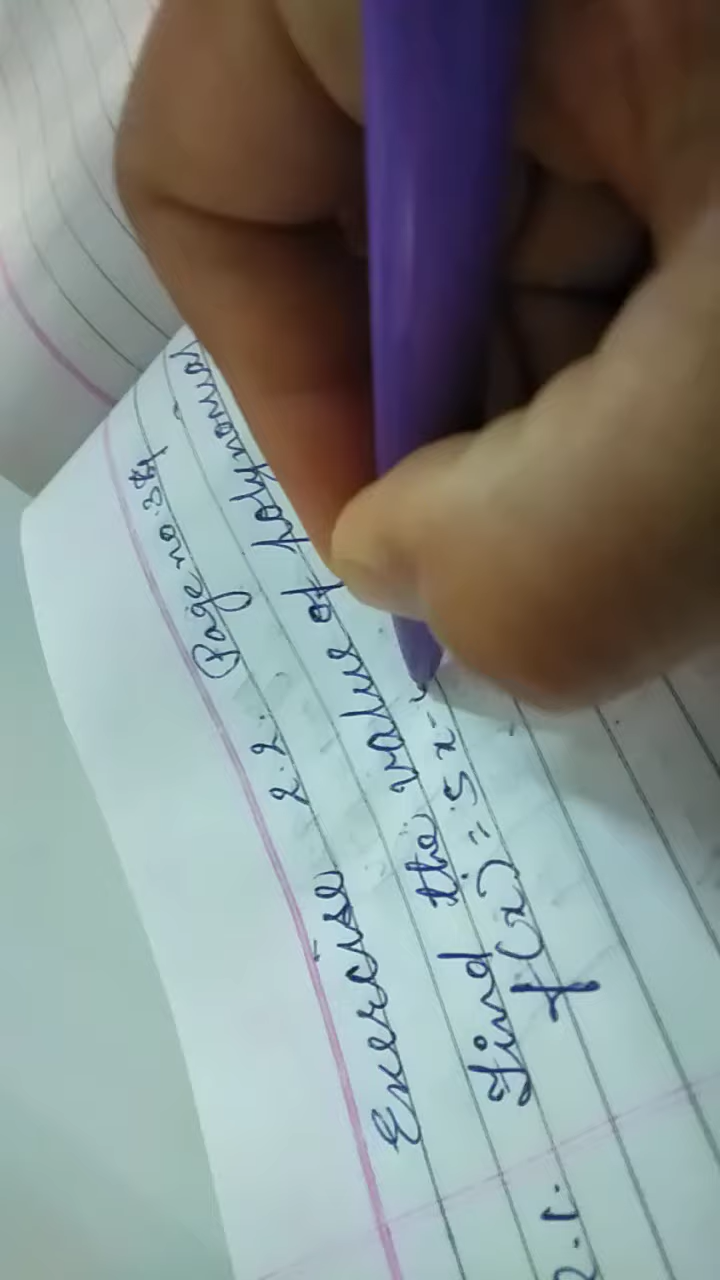 Exercise 2.2. (Page no. 34)
Q.1. Find the value of polynomial
f(x) = 5x-